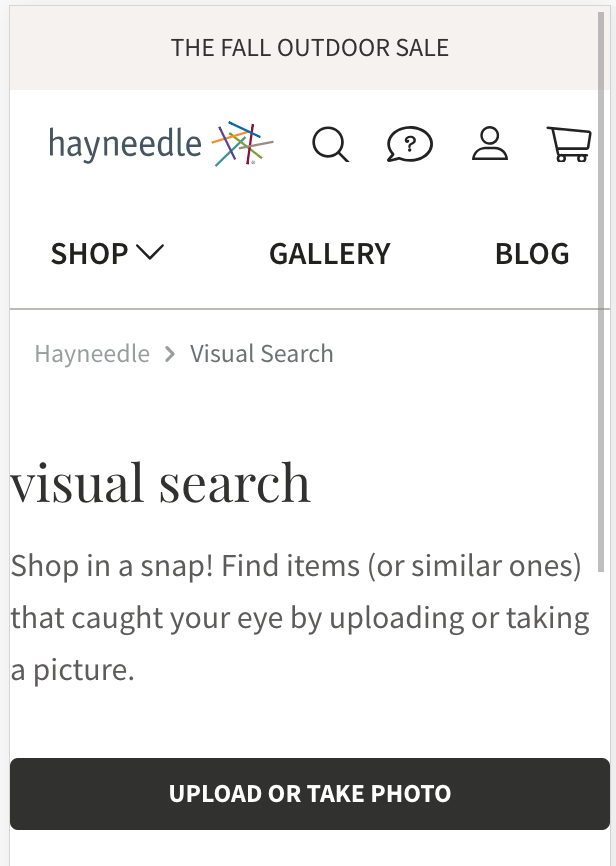 THE FALL OUTDOOR SALE
hayneedle
SHOP
GALLERY
BLOG
Hayneedle > Visual Search
visual search
Shop in a snap! Find items (or similar ones)
that caught your eye by uploading or taking
a picture.
UPLOAD OR TAKE PHOTO